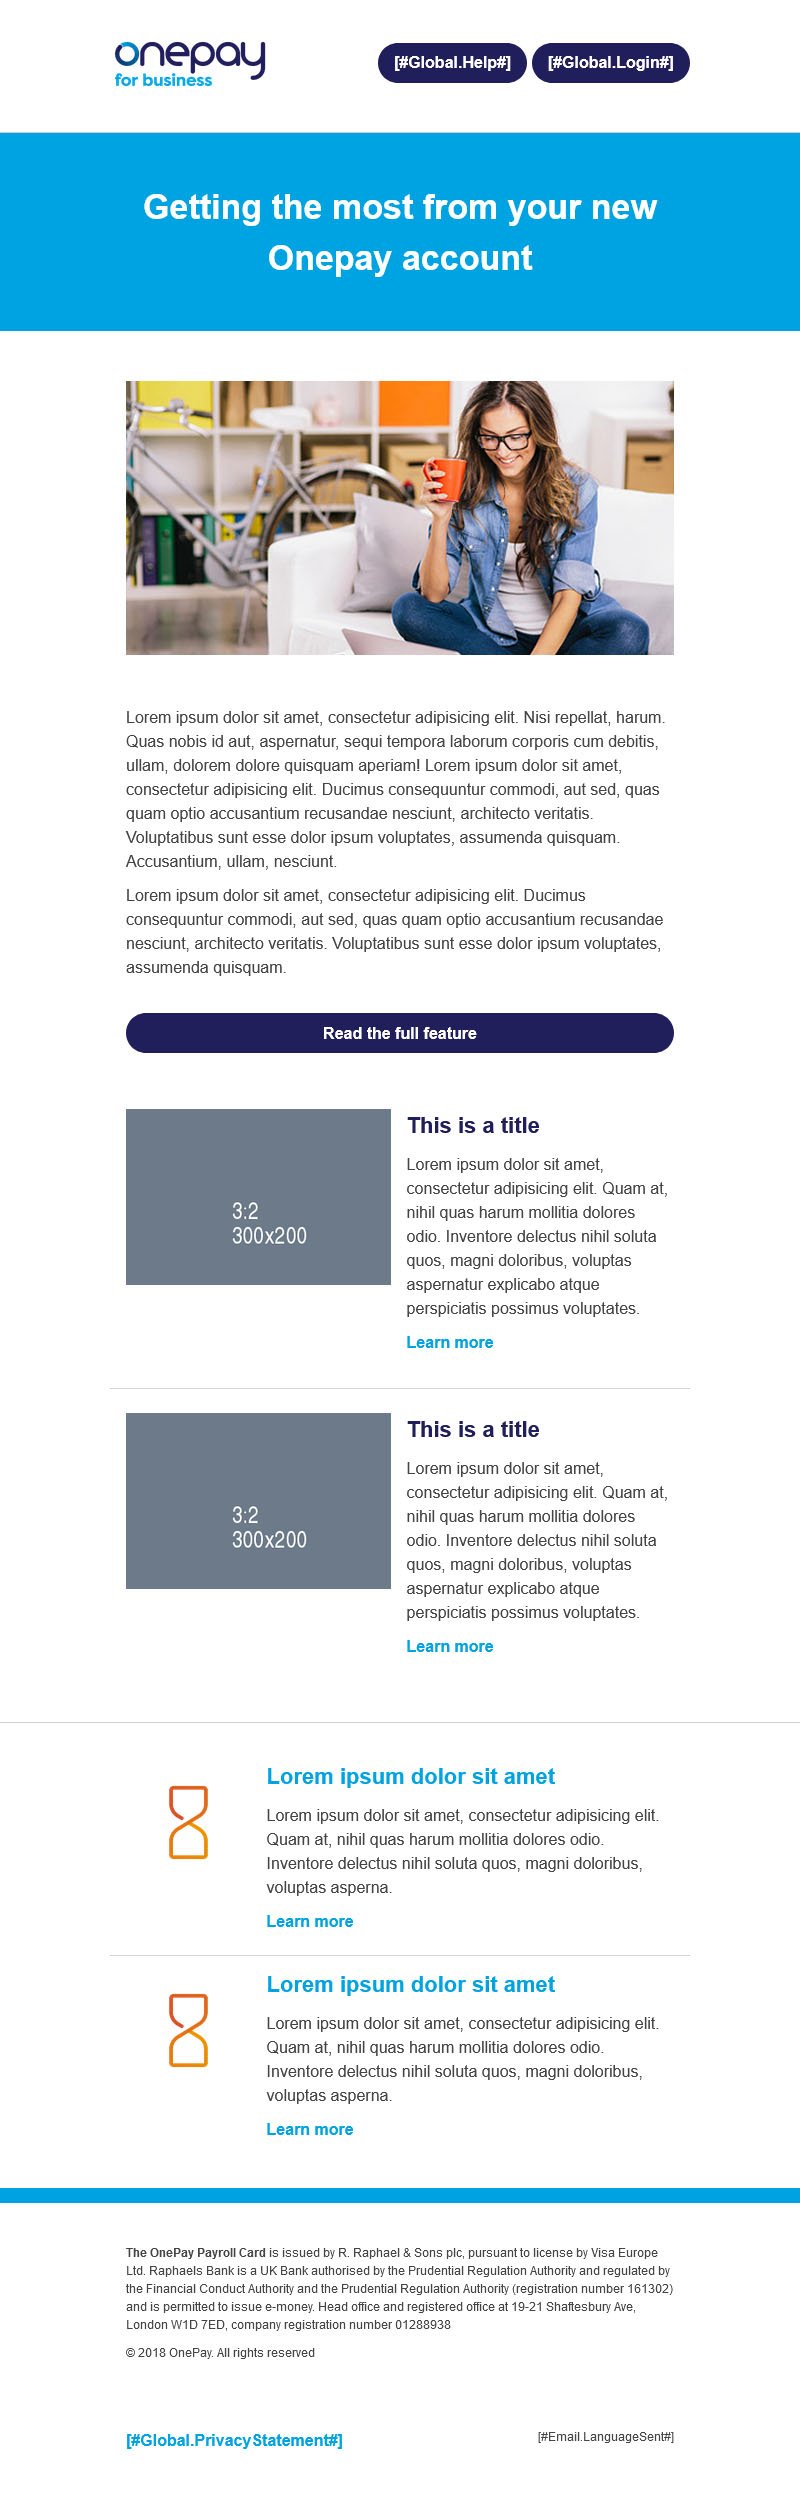 onepay
for business
[#Global.Help#] [#Global.Login#]
Getting the most from your new
Onepay account
Lorem ipsum dolor sit amet, consectetur adipisicing elit. Nisi repellat, harum.
Quas nobis id aut, aspernatur, sequi tempora laborum corporis cum debitis,
ullam, dolorem dolore quisquam aperiam! Lorem ipsum dolor sit amet,
consectetur adipisicing elit. Ducimus consequuntur commodi, aut sed, quas
quam optio accusantium recusandae nesciunt, architecto veritatis.
Voluptatibus sunt esse dolor ipsum voluptates, assumenda quisquam.
Accusantium, ullam, nesciunt.
Lorem ipsum dolor sit amet, consectetur adipisicing elit. Ducimus
consequuntur commodi, aut sed, quas quam optio accusantium recusandae
nesciunt, architecto veritatis. Voluptatibus sunt esse dolor ipsum voluptates,
assumenda quisquam.
Read the full feature
3:2
300x200
This is a title
Lorem ipsum dolor sit amet,
consectetur adipisicing elit. Quam at,
nihil quas harum mollitia dolores
odio. Inventore delectus nihil soluta
quos, magni doloribus, voluptas
aspernatur explicabo atque
perspiciatis possimus voluptates.
Learn more
3:2
300x200
This is a title
Lorem ipsum dolor sit amet,
consectetur adipisicing elit. Quam at,
nihil quas harum mollitia dolores
odio. Inventore delectus nihil soluta
quos, magni doloribus, voluptas
aspernatur explicabo atque
perspiciatis possimus voluptates.
Learn more
Lorem ipsum dolor sit amet
Lorem ipsum dolor sit amet, consectetur adipisicing elit.
Quam at, nihil quas harum mollitia dolores odio.
Inventore delectus nihil soluta quos, magni doloribus,
voluptas asperna.
Learn more
Lorem ipsum dolor sit amet
Lorem ipsum dolor sit amet, consectetur adipisicing elit.
Quam at, nihil quas harum mollitia dolores odio.
Inventore delectus nihil soluta quos, magni doloribus,
voluptas asperna.
Learn more
The OnePay Payroll Card is issued by R. Raphael & Sons plc, pursuant to license by Visa Europe
Ltd. Raphaels Bank is a UK Bank authorised by the Prudential Regulation Authority and regulated by
the Financial Conduct Authority and the Prudential Regulation Authority (registration number 161302)
and is permitted to issue e-money. Head office and registered office at 19-21 Shaftesbury Ave,
London W1D 7ED, company registration number 01288938
© 2018 OnePay. All rights reserved
[#Global.PrivacyStatement#] [#Email.LanguageSent#]